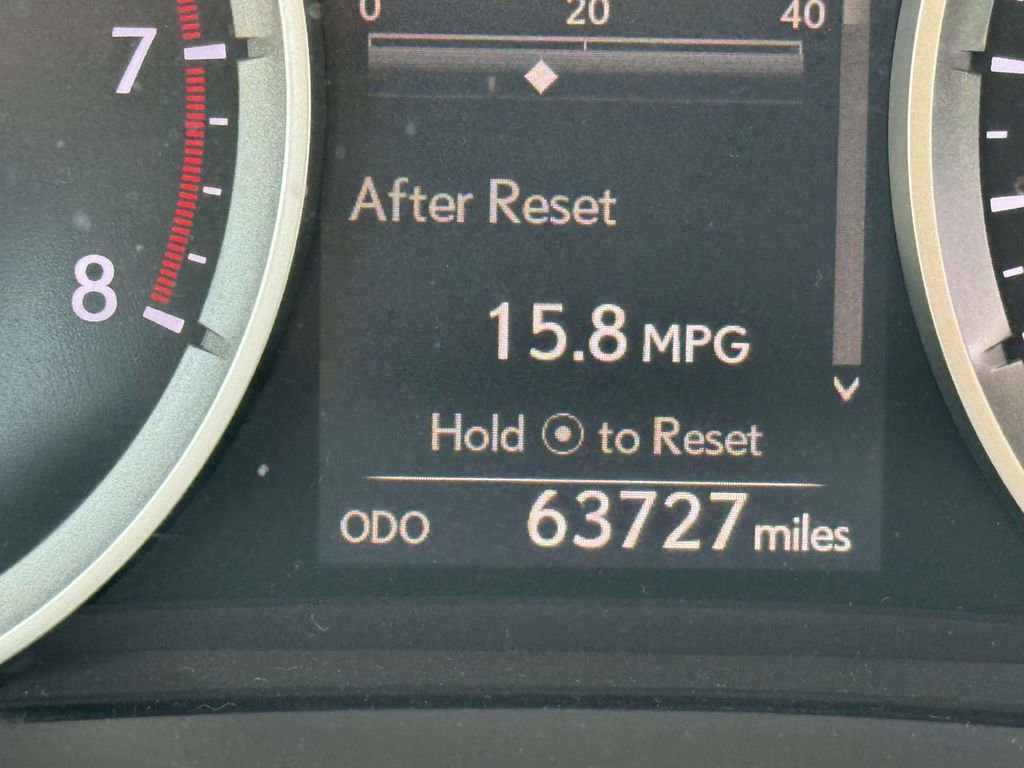 0 20 40
7
After Reset
8
15.8 MPG
Hold to Reset
ODO 63727 miles